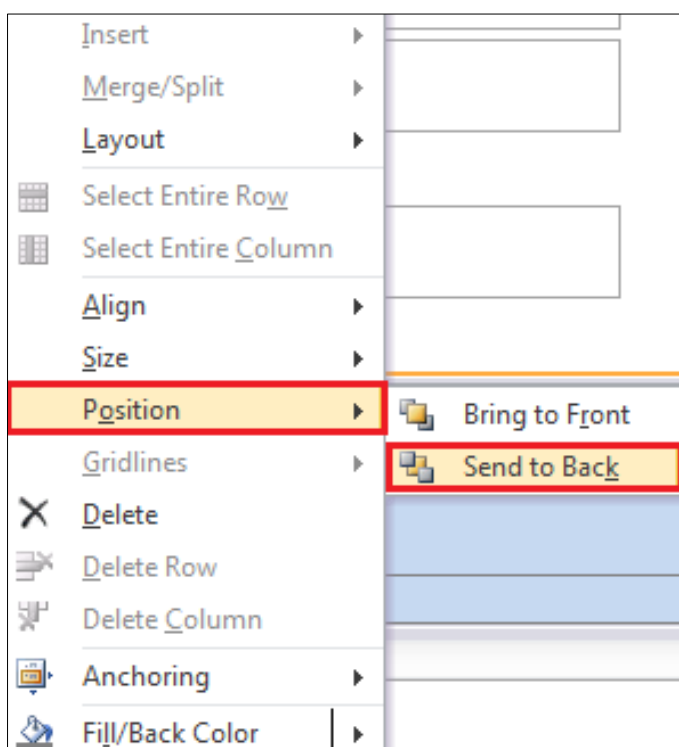 Insert
Merge/Split
Layout
Select Entire Row
Select Entire Column
Align
Size
Position
Bring to Front
Gridlines
Send to Back
Delete
Delete Row
Delete Column
Anchoring
Fill/Back Color